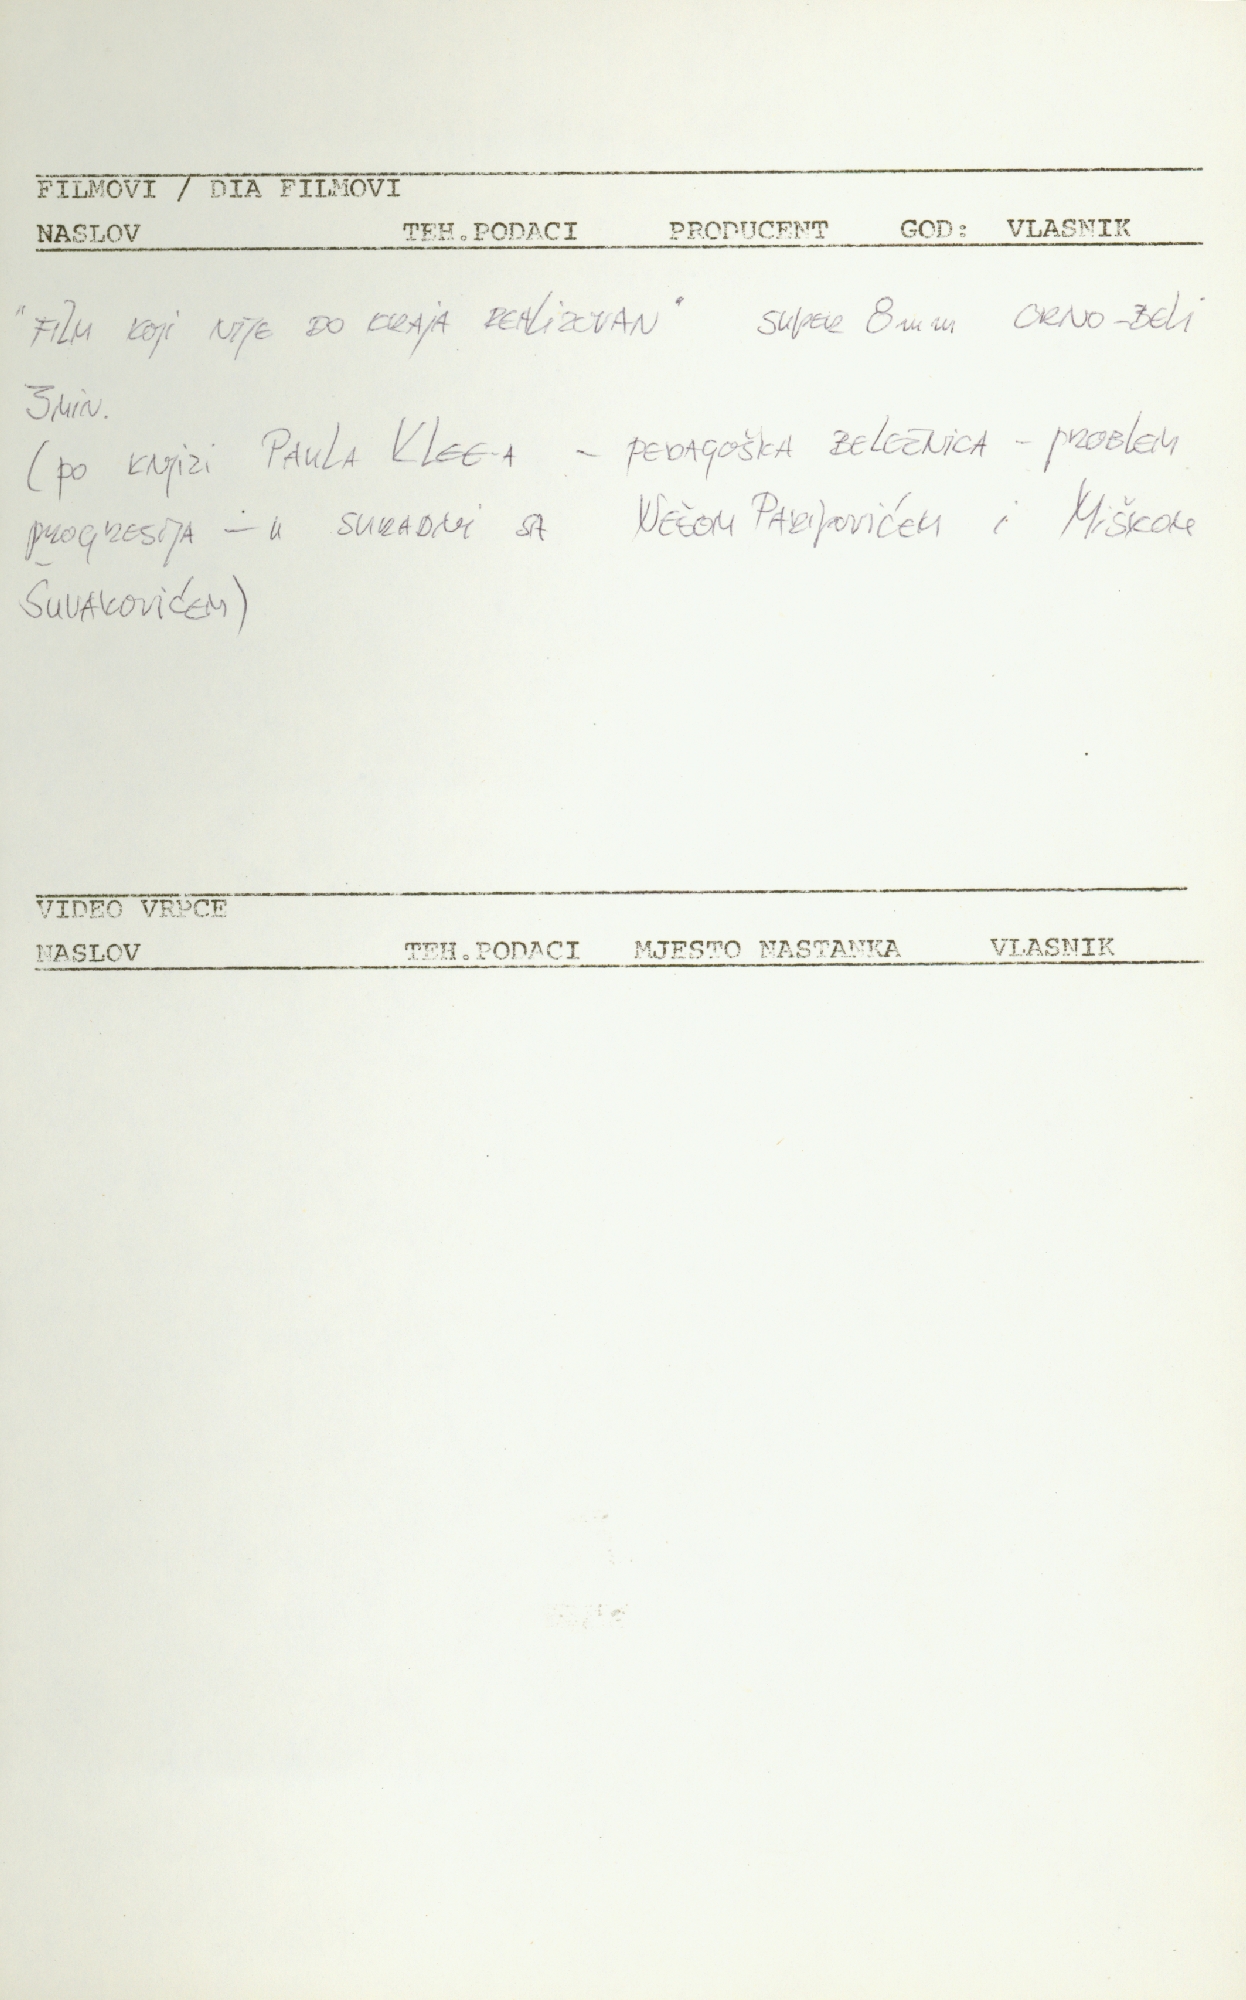 FILMOVI / DIA FILMOVI
NASLOV TEH.PODACI PRODUCENT GOD: VLASNIK
"FILM KOJI NIJE DO KRAJA REALIZOVAN" SUPER 8mm CRNO-BELI
3 MIN.
(PO KNJIZI PAULA KLEE-A - PEDAGOŠKA BELEŽNICA - PROBLEM
PROGRESIJA - U SURADNJI SA NEŠOM PARIPOVIĆEM I MIŠKOM
ŠUVAKOVIĆEM)
VIDEO VRPCE
NASLOV TEH.PODACI MJESTO NASTANKA VLASNIK